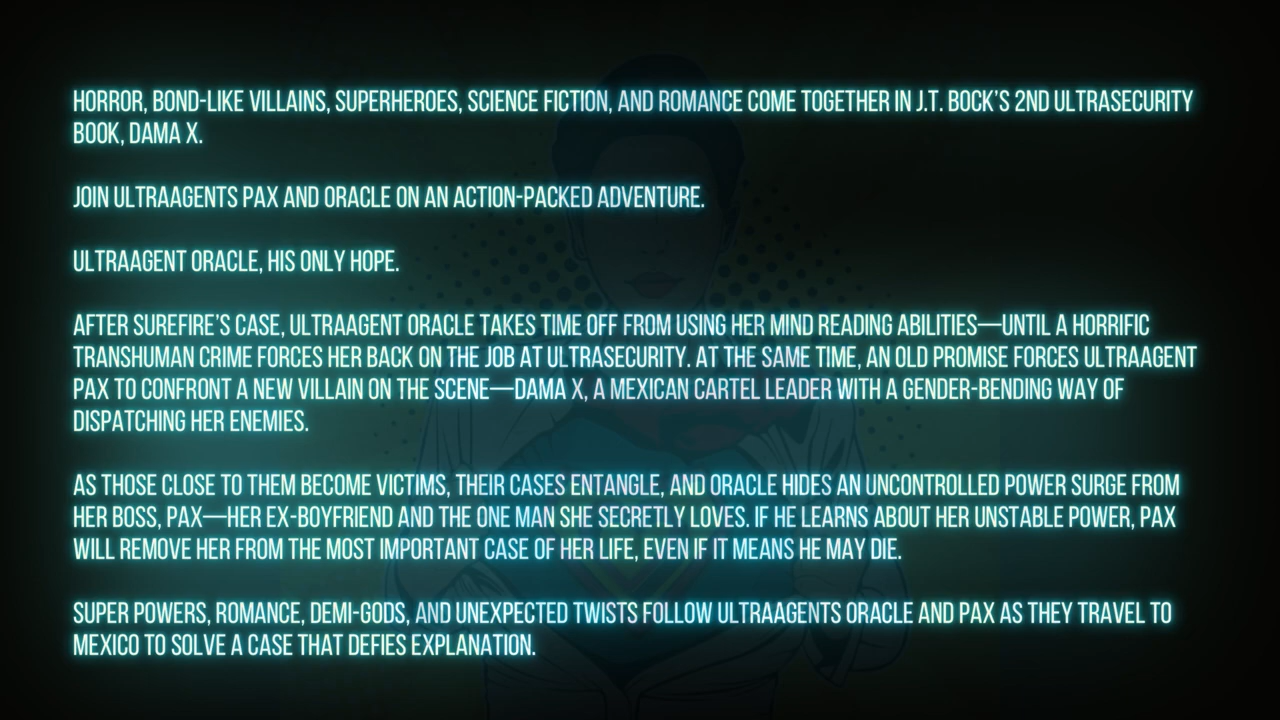 HORROR, BOND-LIKE VILLAINS, SUPERHEROES, SCIENCE FICTION, AND ROMANCE COME TOGETHER IN J.T. BOCK'S 2ND ULTRASECURITY
BOOK, DAMA X.
JOIN ULTRAAGENTS PAX AND ORACLE ON AN ACTION-PACKED ADVENTURE.
ULTRAAGENT ORACLE, HIS ONLY HOPE.
AFTER SUREFIRE'S CASE, ULTRAAGENT ORACLE TAKES TIME OFF FROM USING HER MIND READING ABILITIES—UNTIL A HORRIFIC
TRANSHUMAN CRIME FORCES HER BACK ON THE JOB AT ULTRASECURITY. AT THE SAME TIME, AN OLD PROMISE FORCES ULTRAAGENT
PAX TO CONFRONT A NEW VILLAIN ON THE SCENE—DAMA X, A MEXICAN CARTEL LEADER WITH A GENDER-BENDING WAY OF
DISPATCHING HER ENEMIES.
AS THOSE CLOSE TO THEM BECOME VICTIMS, THEIR CASES ENTANGLE, AND ORACLE HIDES AN UNCONTROLLED POWER SURGE FROM
HER BOSS, PAX—HER EX-BOYFRIEND AND THE ONE MAN SHE SECRETLY LOVES. IF HE LEARNS ABOUT HER UNSTABLE POWER, PAX
WILL REMOVE HER FROM THE MOST IMPORTANT CASE OF HER LIFE, EVEN IF IT MEANS HE MAY DIE.
SUPER POWERS, ROMANCE, DEMI-GODS, AND UNEXPECTED TWISTS FOLLOW ULTRAAGENTS ORACLE AND PAX AS THEY TRAVEL TO
MEXICO TO SOLVE A CASE THAT DEFIES EXPLANATION.